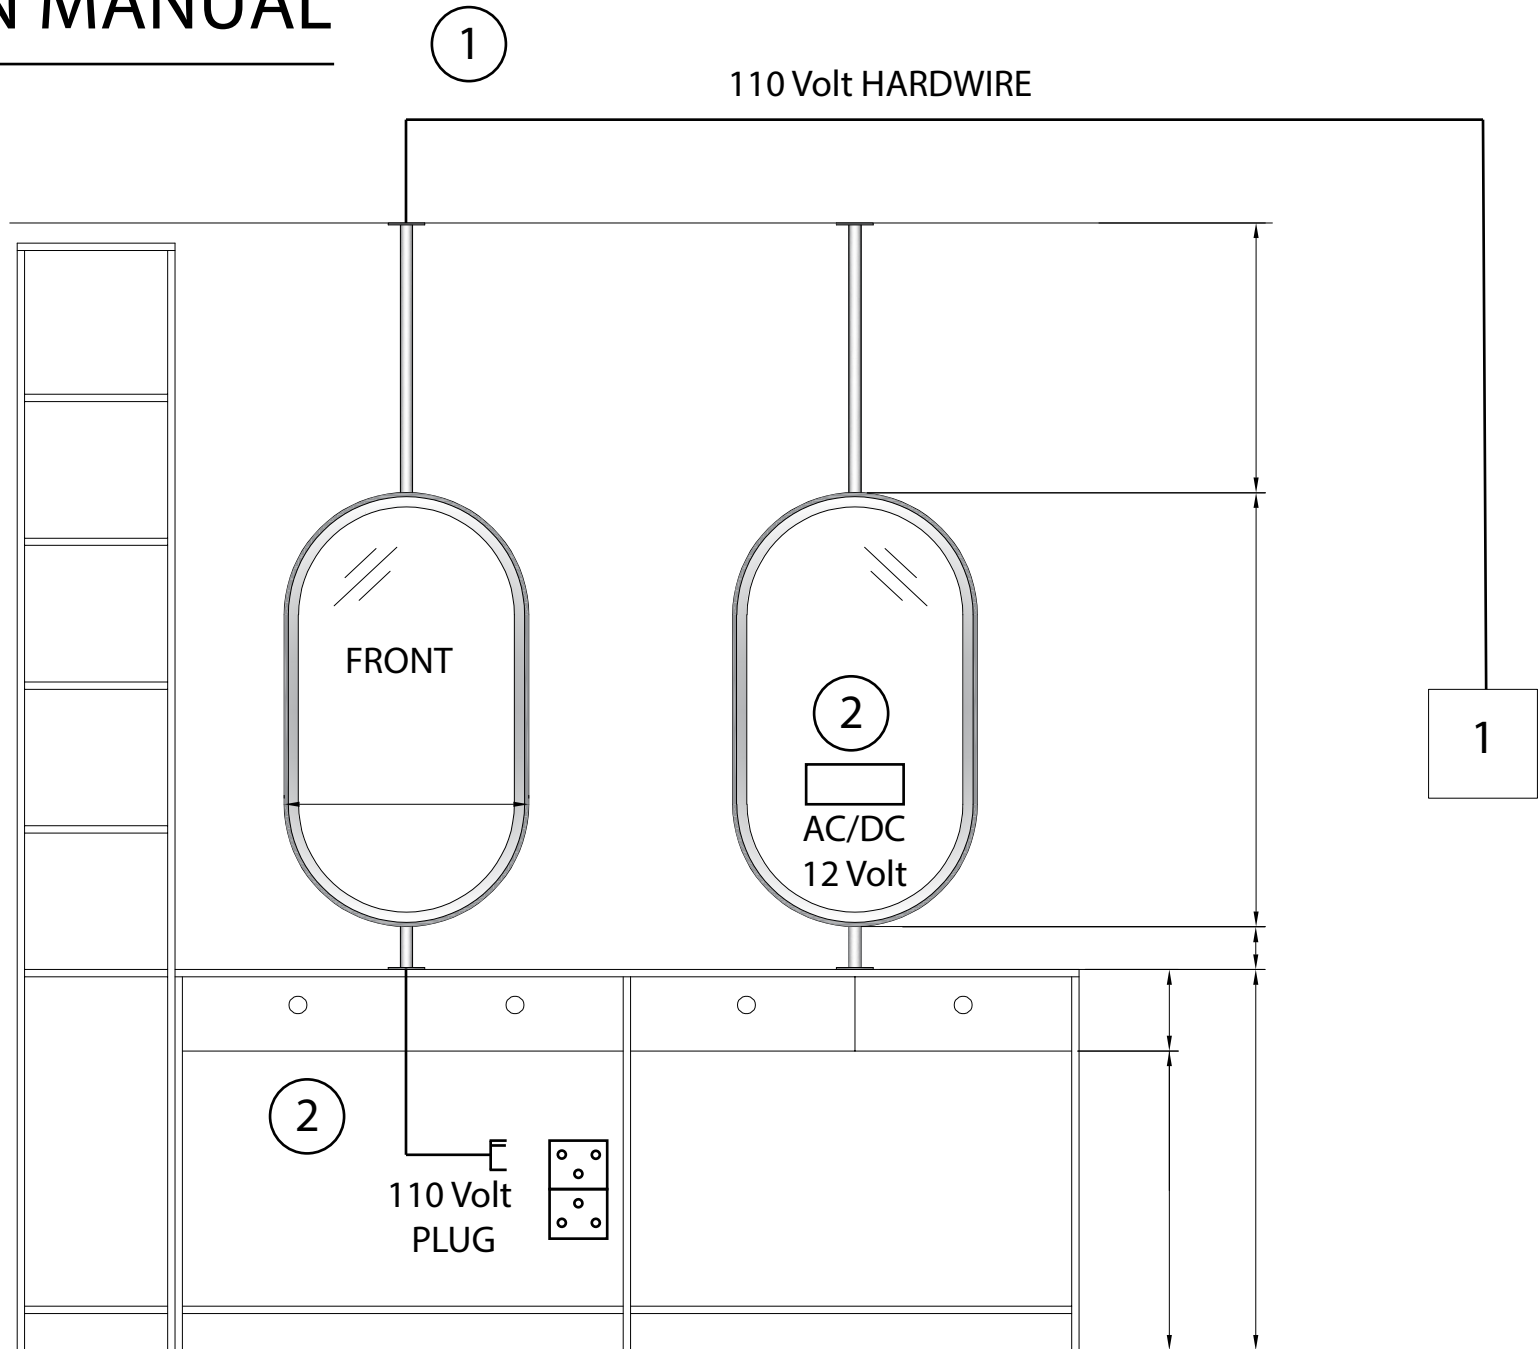 N MANUAL
1
110 Volt HARDWIRE
FRONT
2
AC/DC
12 Volt
1
2
110 Volt
PLUG